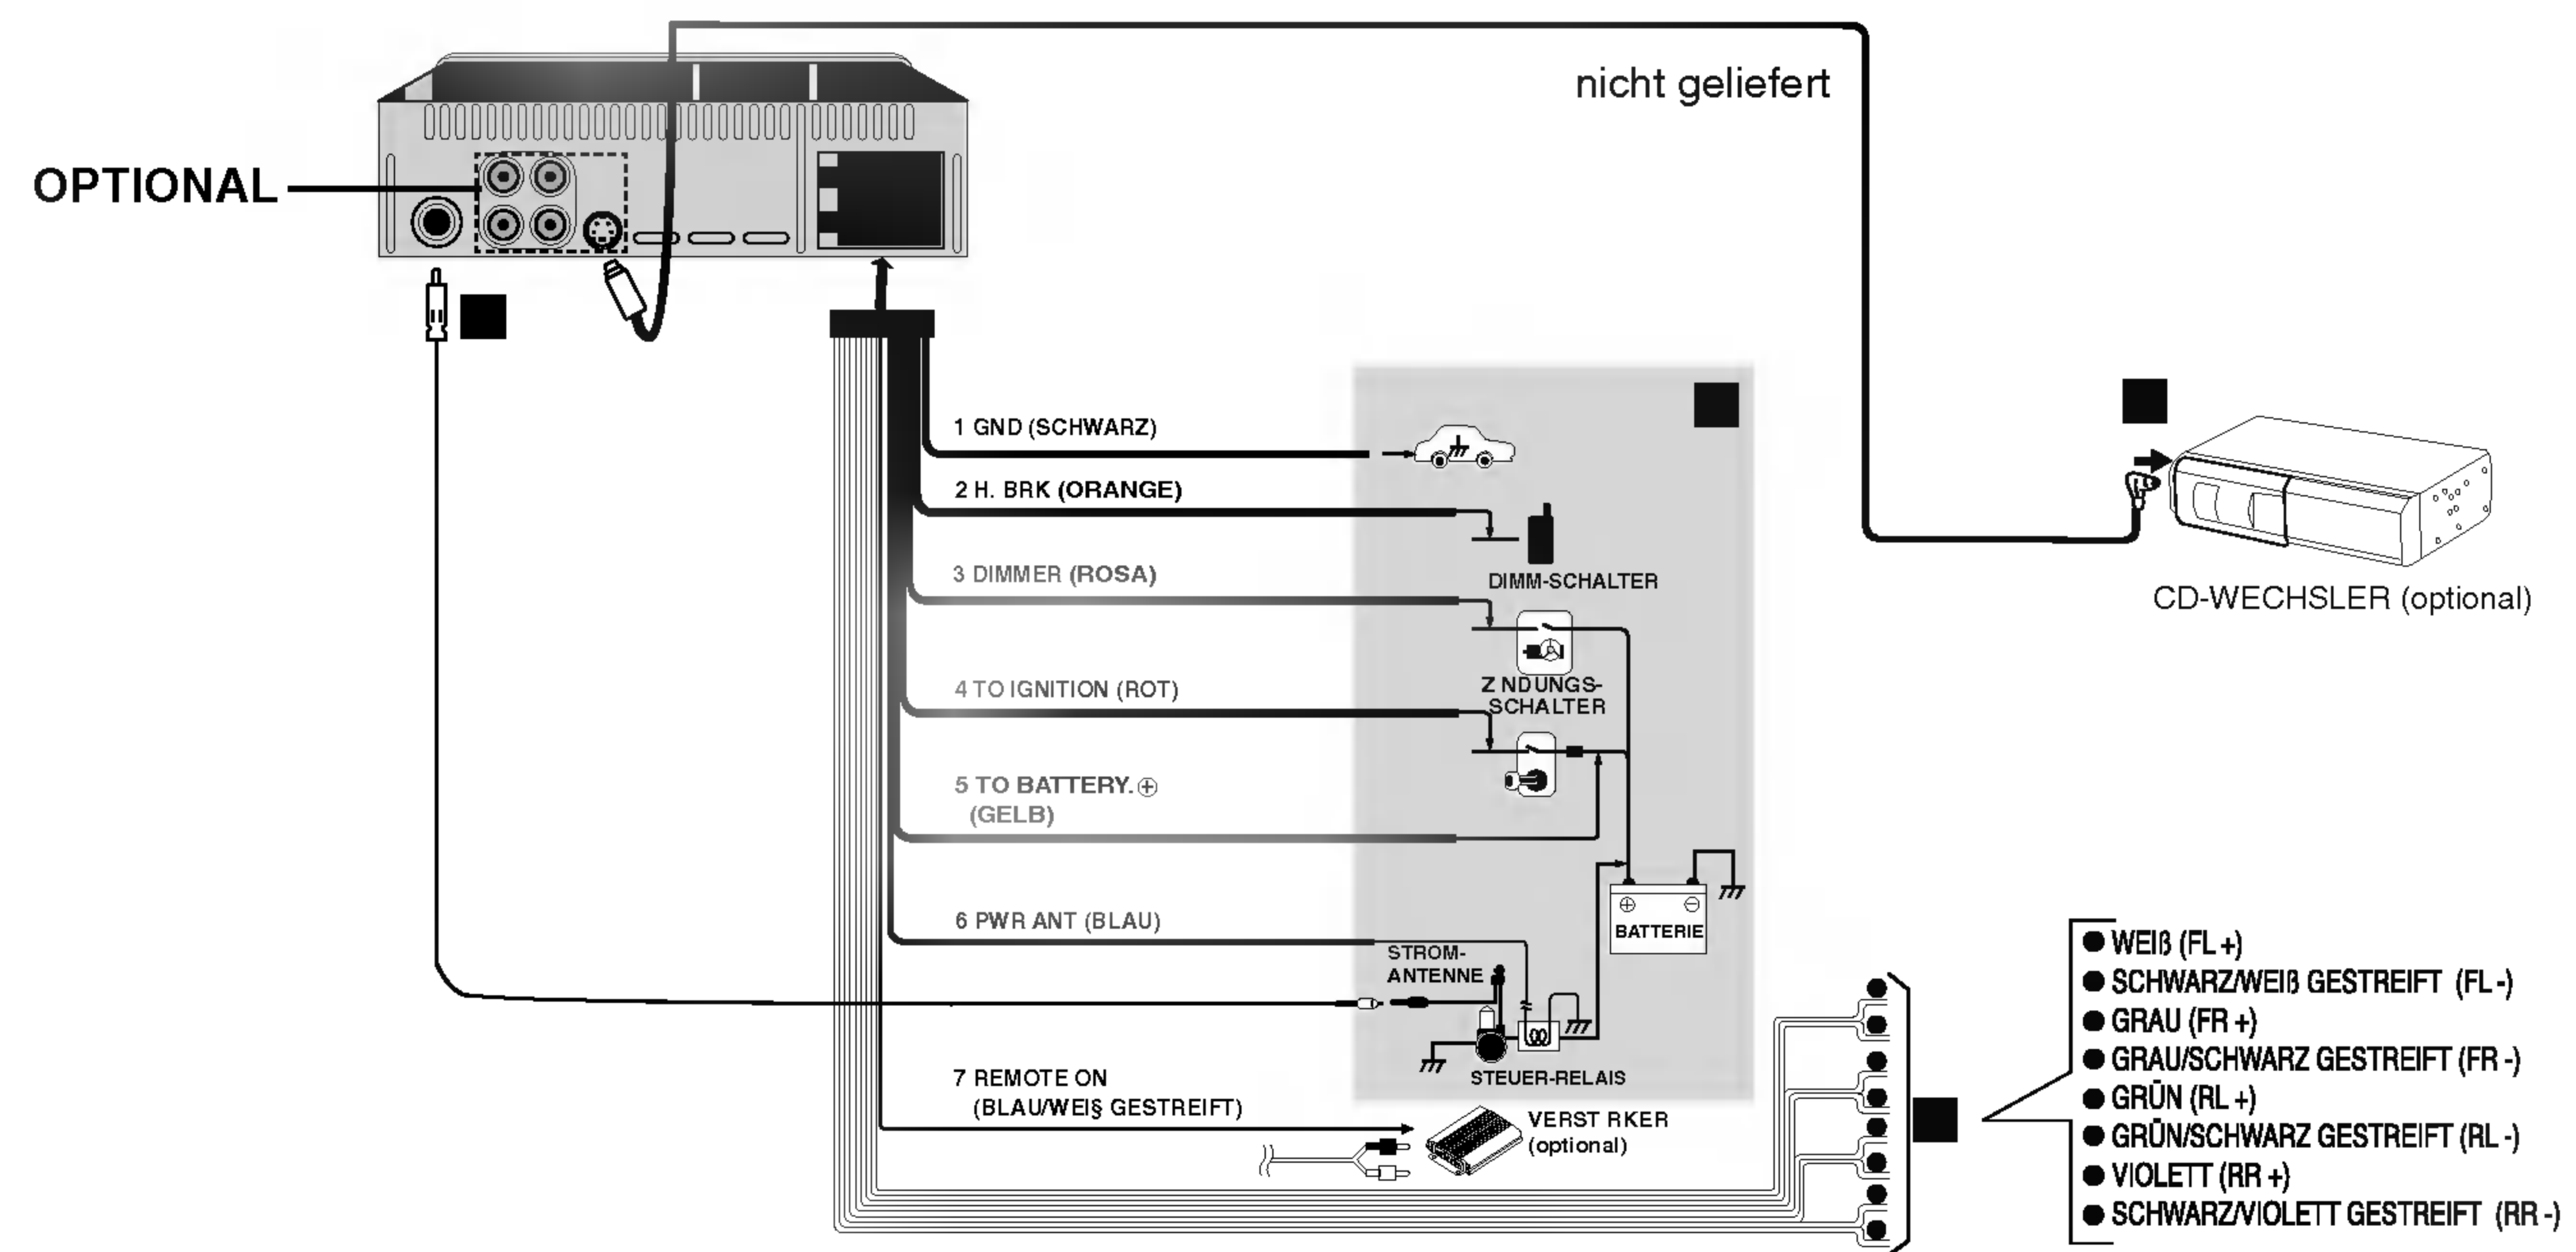 nicht geliefert
OPTIONAL
1 GND (SCHWARZ)
2 H. BRK (ORANGE)
3 DIMMER (ROSA)
DIMM-SCHALTER
4 TO IGNITION (ROT)
Z NDUNGS-
SCHALTER
5 TO BATTERY. ⊕
(GELB)
6 PWR ANT (BLAU)
STROM-
ANTENNE
⊕ ⊖
BATTERIE
7 REMOTE ON
(BLAU/WEI§ GESTREIFT)
STEUER-RELAIS
VERST RKER
(optional)
CD-WECHSLER (optional)
● WEIß (FL +)
● SCHWARZ/WEIß GESTREIFT (FL -)
● GRAU (FR +)
● GRAU/SCHWARZ GESTREIFT (FR -)
● GRÜN (RL +)
● GRÜN/SCHWARZ GESTREIFT (RL -)
● VIOLETT (RR +)
● SCHWARZ/VIOLETT GESTREIFT (RR -)